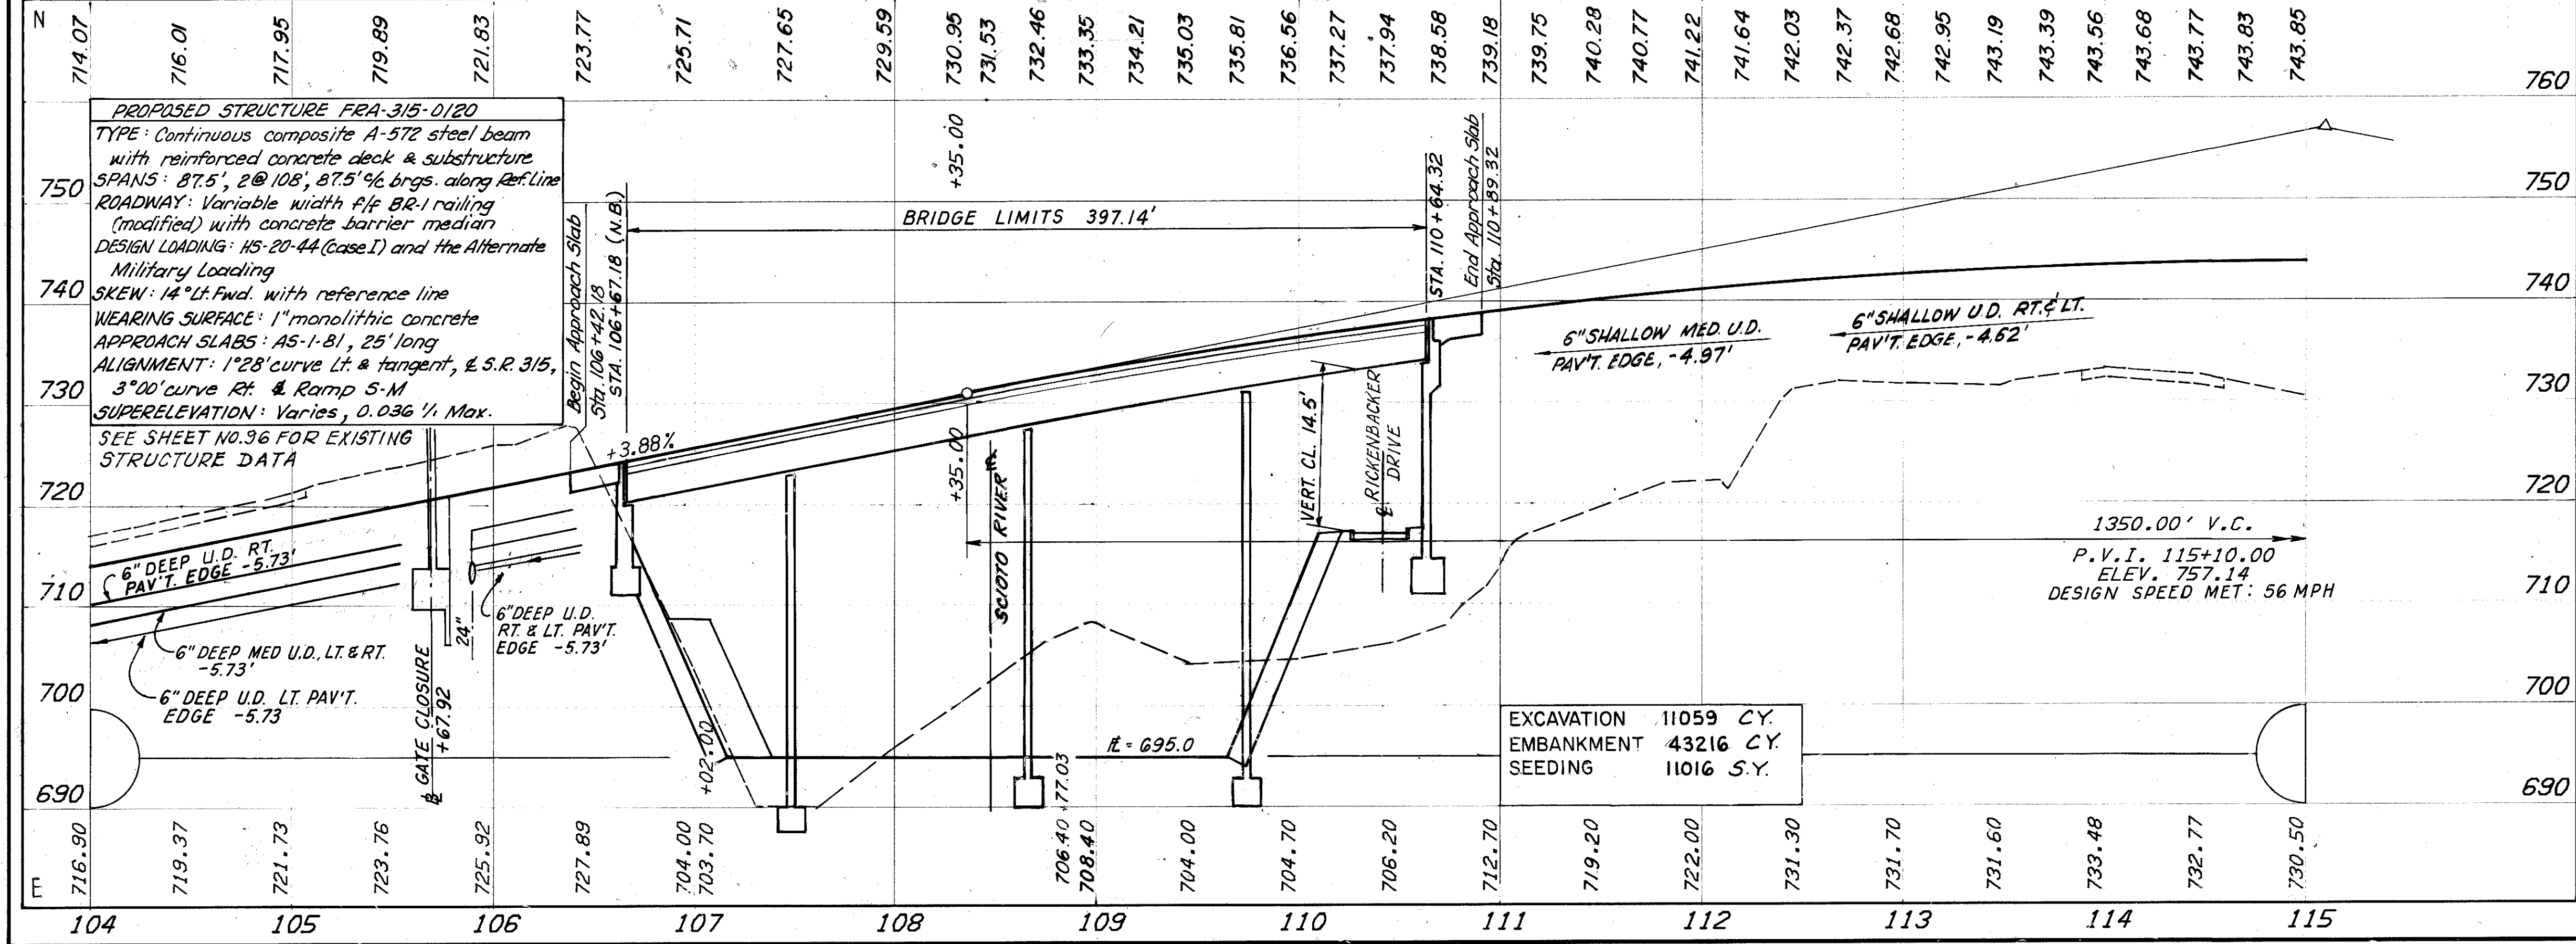 N
714.07 716.01 717.95 719.89 721.83 723.77 725.71 727.65 729.59 730.95 731.53 732.46 733.35 734.21 735.03 735.81 736.56 737.27 737.94 738.58 739.18 739.75 740.28 740.77 741.22 741.64 742.03 742.37 742.68 742.95 743.19 743.39 743.56 743.68 743.77 743.83 743.85
760
PROPOSED STRUCTURE FRA-315-0120
TYPE: Continuous composite A-572 steel beam
with reinforced concrete deck & substructure
SPANS: 87.5', 2@108', 87.5' c/c brgs. along Ref. Line
ROADWAY: Variable width f/f BR-1 railing
(modified) with concrete barrier median
DESIGN LOADING: HS-20-44 (case I) and the Alternate
Military Loading
SKEW: 14° Lt. Fwd. with reference line
WEARING SURFACE: 1" monolithic concrete
APPROACH SLABS: AS-1-81, 25' long
ALIGNMENT: 1°28' curve Lt. & tangent, ℄ S.R. 315,
3°00' curve Rt. ℄ Ramp S-M
SUPERELEVATION: Varies, 0.036 '/' Max.
SEE SHEET NO.96 FOR EXISTING
STRUCTURE DATA
750
740
730
720
710
700
690
750
740
730
720
710
700
690
Begin Approach Slab
Sta. 106+42.18
STA. 106+67.18 (N.B.)
BRIDGE LIMITS 397.14'
+35.00
STA. 110+64.32
End Approach Slab
Sta. 110+89.32
+3.88%
+35.00
SCIOTO RIVER
VERT. CL. 14.5'
℄ RICKENBACKER
DRIVE
6" SHALLOW MED. U.D.
PAV'T. EDGE, -4.97'
6" SHALLOW U.D. RT. & LT.
PAV'T. EDGE, -4.62'
1350.00' V.C.
P.V.I. 115+10.00
ELEV. 757.14
DESIGN SPEED MET: 56 MPH
6" DEEP U.D. RT.
PAV'T. EDGE -5.73'
6" DEEP MED U.D., LT. & RT.
-5.73'
6" DEEP U.D. LT. PAV'T.
EDGE -5.73
GATE CLOSURE
+67.92
24"
6" DEEP U.D.
RT. & LT. PAV'T.
EDGE -5.73'
+02.00
= 695.0
+77.03
EXCAVATION 11059 CY.
EMBANKMENT 43216 CY.
SEEDING 11016 S.Y.
E
716.90 719.37 721.73 723.76 725.92 727.89 704.00 703.70 706.40 708.40 704.00 704.70 706.20 712.70 719.20 722.00 731.30 731.70 731.60 733.48 732.77 730.50
104 105 106 107 108 109 110 111 112 113 114 115